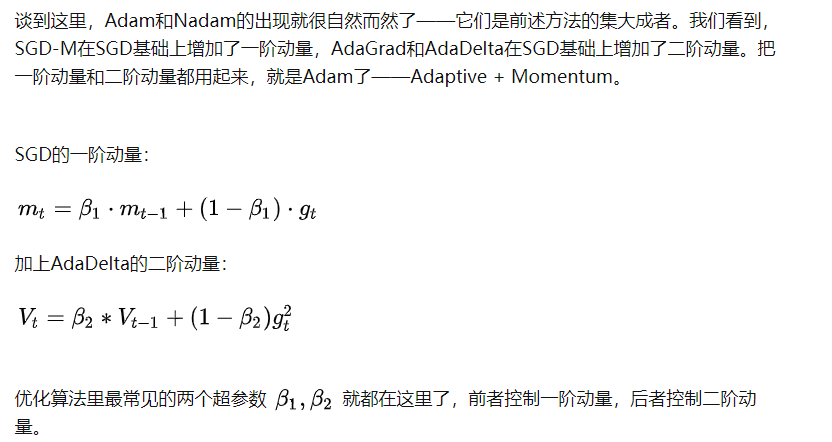 谈到这里，Adam和Nadam的出现就很自然而然了——它们是前述方法的集大成者。我们看到，
SGD-M在SGD基础上增加了一阶动量，AdaGrad和AdaDelta在SGD基础上增加了二阶动量。把
一阶动量和二阶动量都用起来，就是Adam了——Adaptive + Momentum。
SGD的一阶动量：
m_t = β_1 · m_{t−1} + (1 − β_1) · g_t
加上AdaDelta的二阶动量：
V_t = β_2 * V_{t−1} + (1 − β_2)g_t^2
优化算法里最常见的两个超参数 β_1, β_2 就都在这里了，前者控制一阶动量，后者控制二阶动
量。